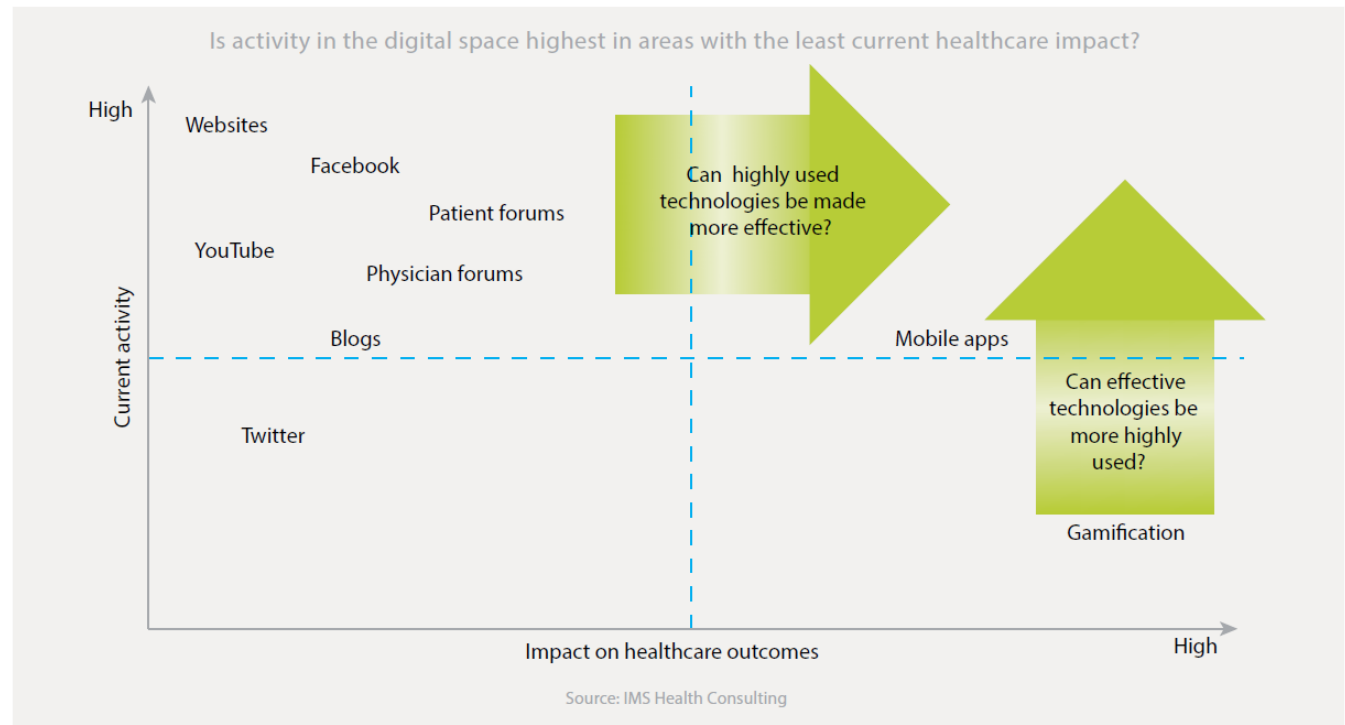 Is activity in the digital space highest in areas with the least current healthcare impact?
High
Websites
Facebook
Patient forums
YouTube
Physician forums
Blogs
Twitter
Can highly used
technologies be made
more effective?
Mobile apps
Can effective
technologies be
more highly
used?
Gamification
Current activity
Impact on healthcare outcomes
High
Source: IMS Health Consulting